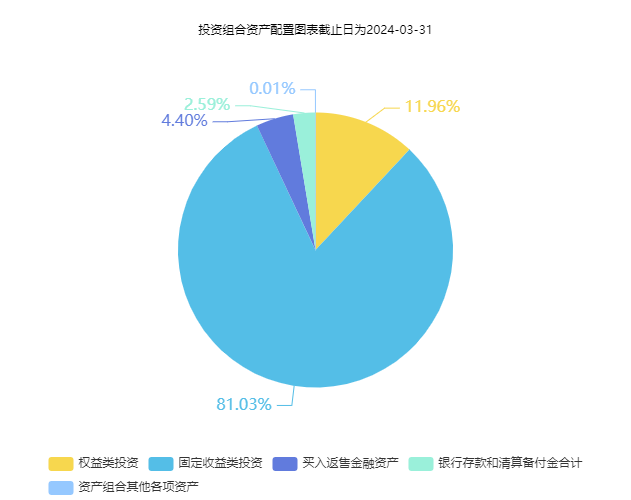 投资组合资产配置图表截止日为2024-03-31
0.01%
2.59%
11.96%
4.40%
81.03%
权益类投资 固定收益类投资 买入返售金融资产 银行存款和清算备付金合计
资产组合其他各项资产